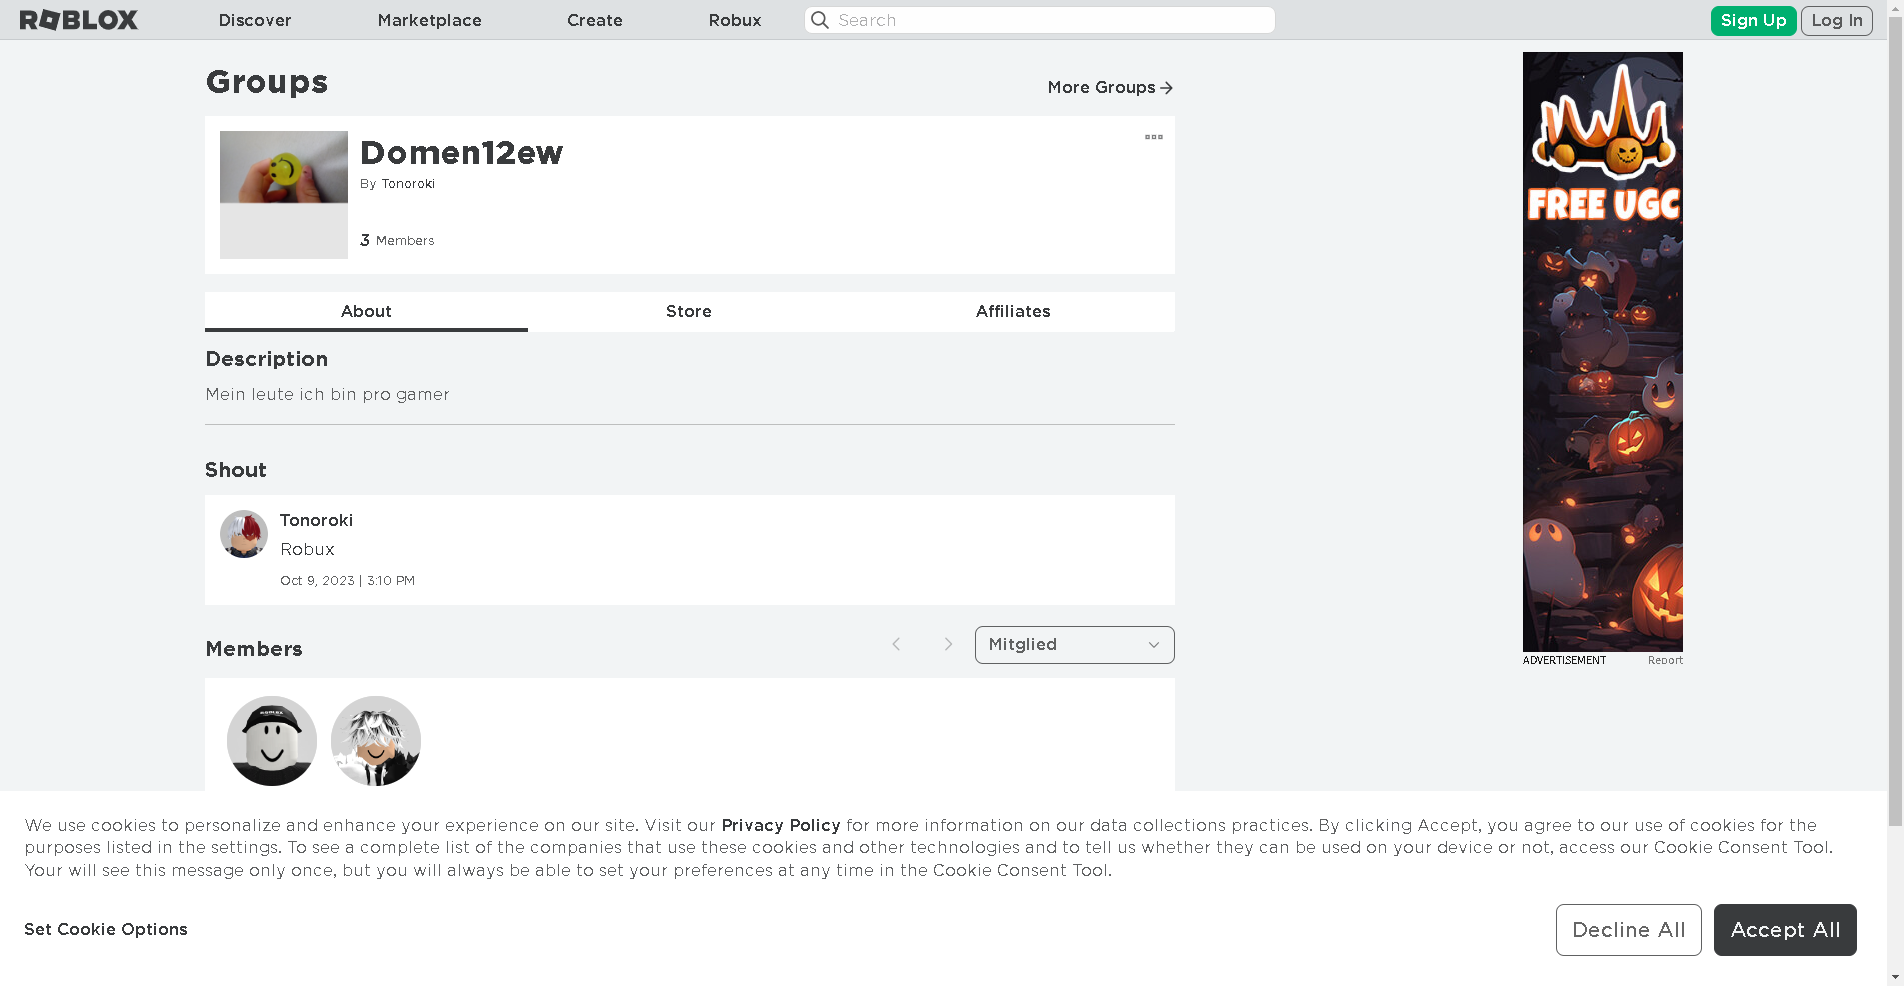 ROBLOX
Discover
Marketplace
Create
Robux
Search
Sign Up
Log In
Groups
More Groups
Domen12ew
By Tonoroki
3 Members
About
Store
Affiliates
Description
Mein leute ich bin pro gamer
Shout
Tonoroki
Robux
Oct 9, 2023 | 3:10 PM
Members
Mitglied
FREE UGC
ADVERTISEMENT
Report
ROBLOX
We use cookies to personalize and enhance your experience on our site. Visit our Privacy Policy for more information on our data collections practices. By clicking Accept, you agree to our use of cookies for the
purposes listed in the settings. To see a complete list of the companies that use these cookies and other technologies and to tell us whether they can be used on your device or not, access our Cookie Consent Tool.
Your will see this message only once, but you will always be able to set your preferences at any time in the Cookie Consent Tool.
Set Cookie Options
Decline All
Accept All